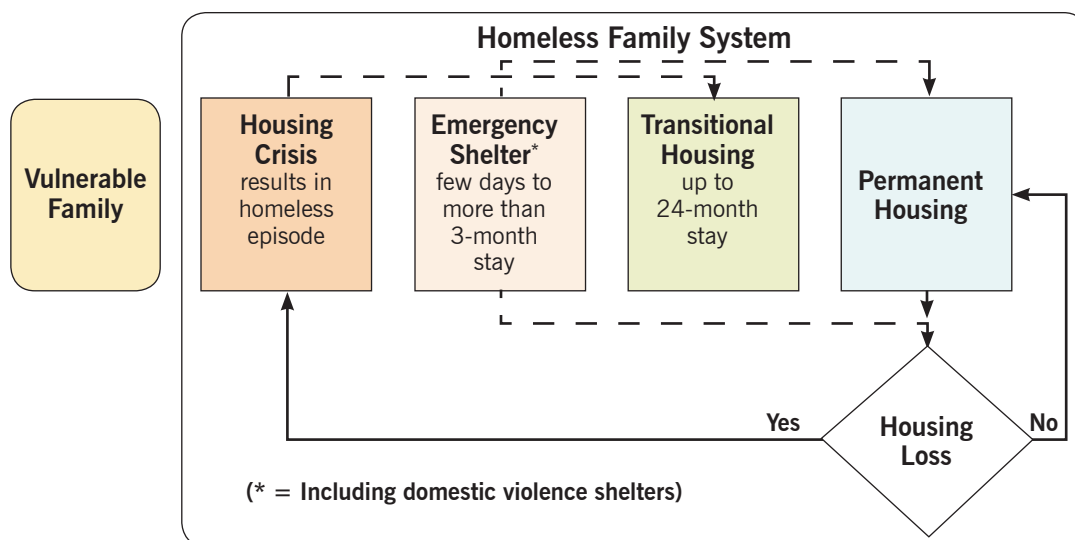 Homeless Family System
Vulnerable
Family
Housing
Crisis
results in
homeless
episode
Emergency
Shelter*
few days to
more than
3-month
stay
Transitional
Housing
up to
24-month
stay
Permanent
Housing
Yes
Housing
Loss
No
(* = Including domestic violence shelters)